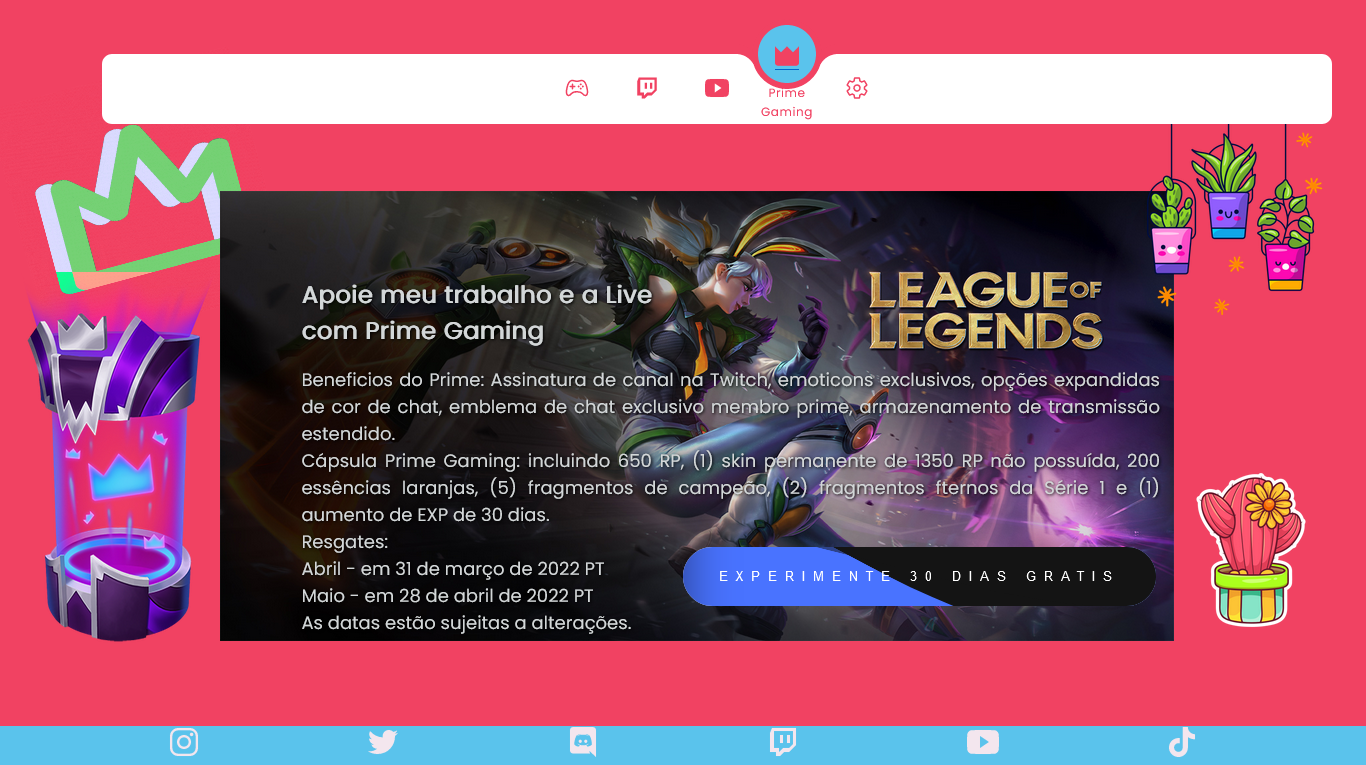 Prime
Gaming
LEAGUE OF
LEGENDS
Apoie meu trabalho e a Live
com Prime Gaming
Beneficios do Prime: Assinatura de canal na Twitch, emoticons exclusivos, opções expandidas
de cor de chat, emblema de chat exclusivo membro prime, armazenamento de transmissão
estendido.
Cápsula Prime Gaming: incluindo 650 RP, (1) skin permanente de 1350 RP não possuída, 200
essências laranjas, (5) fragmentos de campeão, (2) fragmentos fternos da Série 1 e (1)
aumento de EXP de 30 dias.
Resgates:
Abril - em 31 de março de 2022 PT
Maio - em 28 de abril de 2022 PT
As datas estão sujeitas a alterações.
EXPERIMENTE 30 DIAS GRATIS